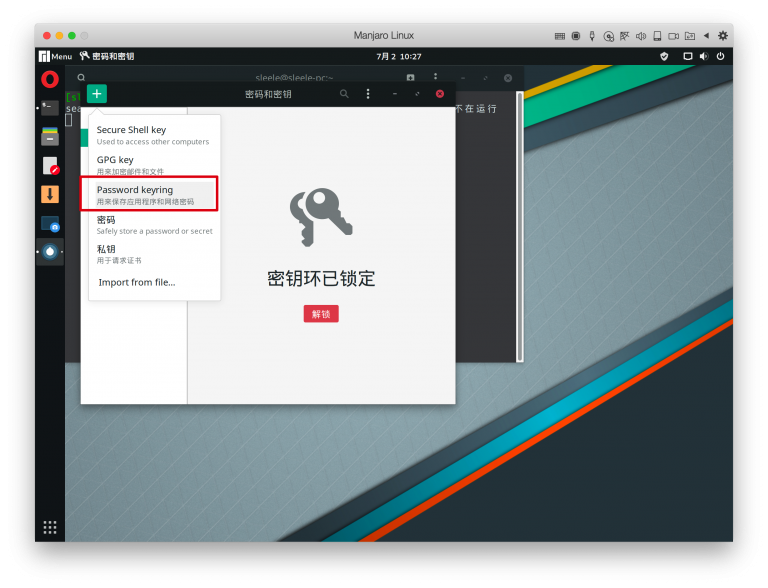 Manjaro Linux
Menu 密码和密钥
7月 2 10:27
sleele@sleele-pc:~
密码和密钥
[sl
sea
不在运行
Secure Shell key
Used to access other computers
GPG key
用来加密邮件和文件
Password keyring
用来保存应用程序和网络密码
密码
Safely store a password or secret
私钥
用于请求证书
Import from file...
密钥环已锁定
解锁